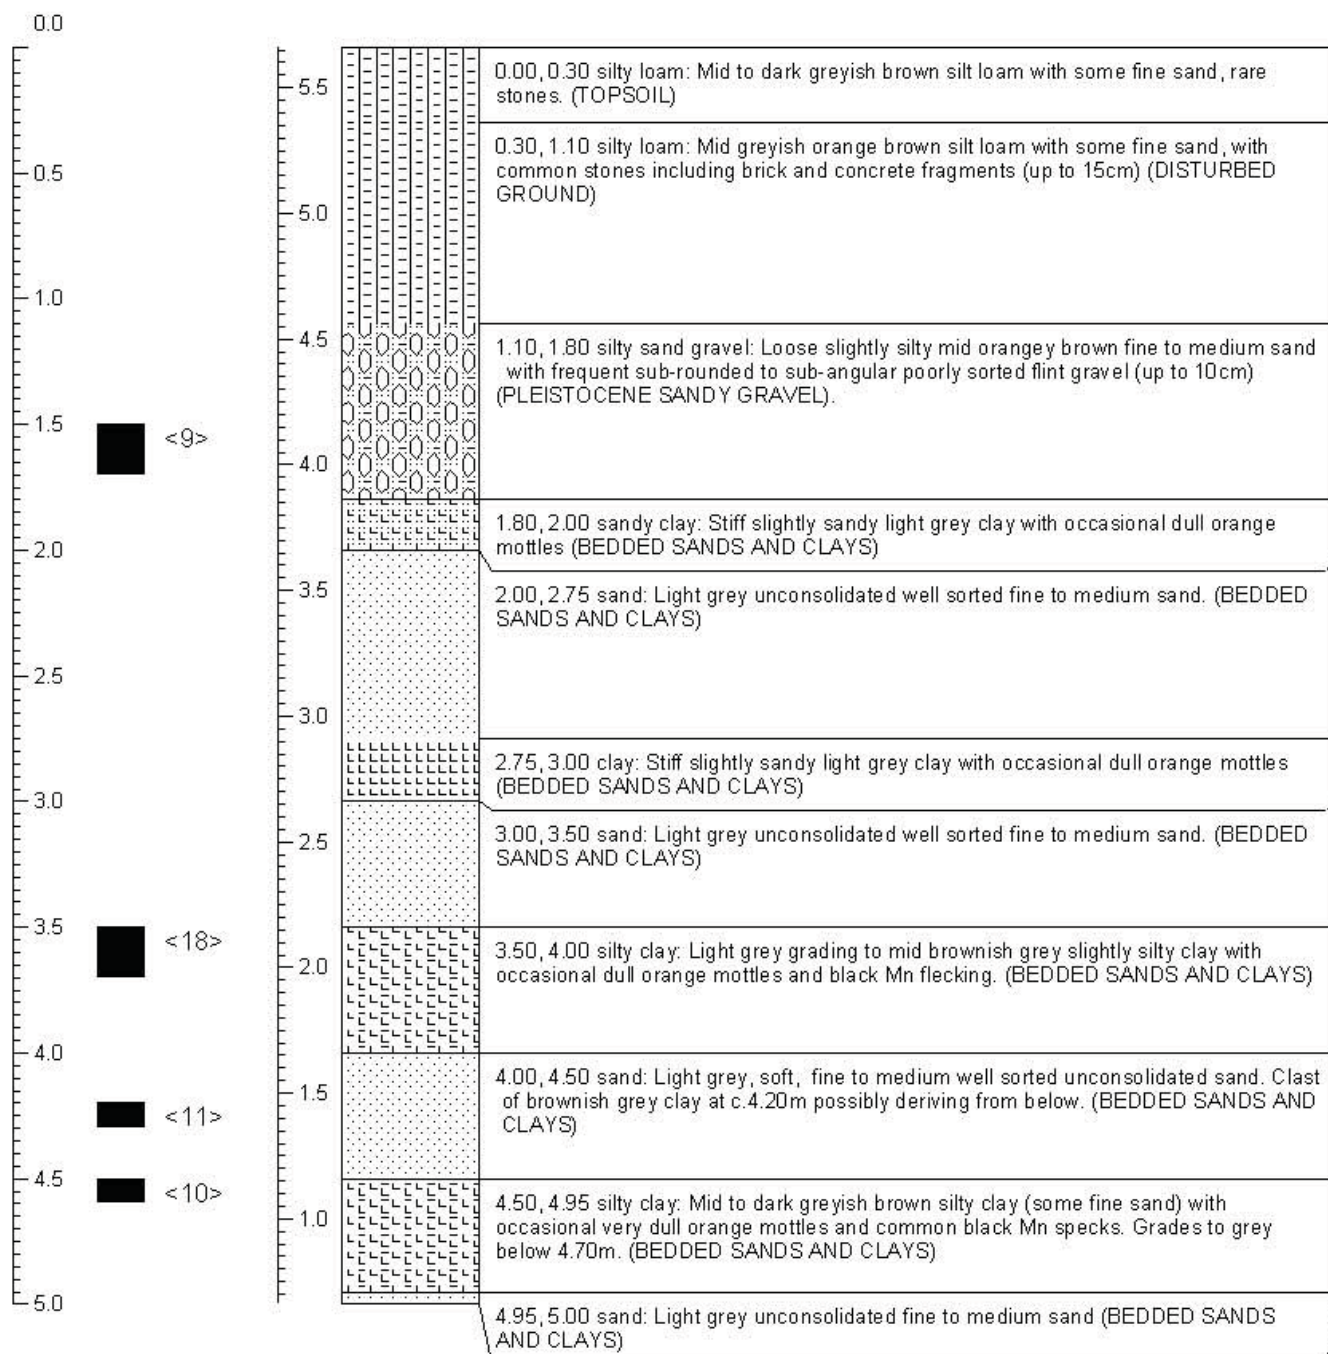 0.0
0.5
1.0
1.5
2.0
2.5
3.0
3.5
4.0
4.5
5.0
<9>
<18>
<11>
<10>
5.5
5.0
4.5
4.0
3.5
3.0
2.5
2.0
1.5
1.0
0.00, 0.30 silty loam: Mid to dark greyish brown silt loam with some fine sand, rare
stones. (TOPSOIL)
0.30, 1.10 silty loam: Mid greyish orange brown silt loam with some fine sand, with
common stones including brick and concrete fragments (up to 15cm) (DISTURBED
GROUND)
1.10, 1.80 silty sand gravel: Loose slightly silty mid orangey brown fine to medium sand
with frequent sub-rounded to sub-angular poorly sorted flint gravel (up to 10cm)
(PLEISTOCENE SANDY GRAVEL).
1.80, 2.00 sandy clay: Stiff slightly sandy light grey clay with occasional dull orange
mottles (BEDDED SANDS AND CLAYS)
2.00, 2.75 sand: Light grey unconsolidated well sorted fine to medium sand. (BEDDED
SANDS AND CLAYS)
2.75, 3.00 clay: Stiff slightly sandy light grey clay with occasional dull orange mottles
(BEDDED SANDS AND CLAYS)
3.00, 3.50 sand: Light grey unconsolidated well sorted fine to medium sand. (BEDDED
SANDS AND CLAYS)
3.50, 4.00 silty clay: Light grey grading to mid brownish grey slightly silty clay with
occasional dull orange mottles and black Mn flecking. (BEDDED SANDS AND CLAYS)
4.00, 4.50 sand: Light grey, soft, fine to medium well sorted unconsolidated sand. Clast
of brownish grey clay at c.4.20m possibly deriving from below. (BEDDED SANDS AND
CLAYS)
4.50, 4.95 silty clay: Mid to dark greyish brown silty clay (some fine sand) with
occasional very dull orange mottles and common black Mn specks. Grades to grey
below 4.70m. (BEDDED SANDS AND CLAYS)
4.95, 5.00 sand: Light grey unconsolidated fine to medium sand (BEDDED SANDS
AND CLAYS)